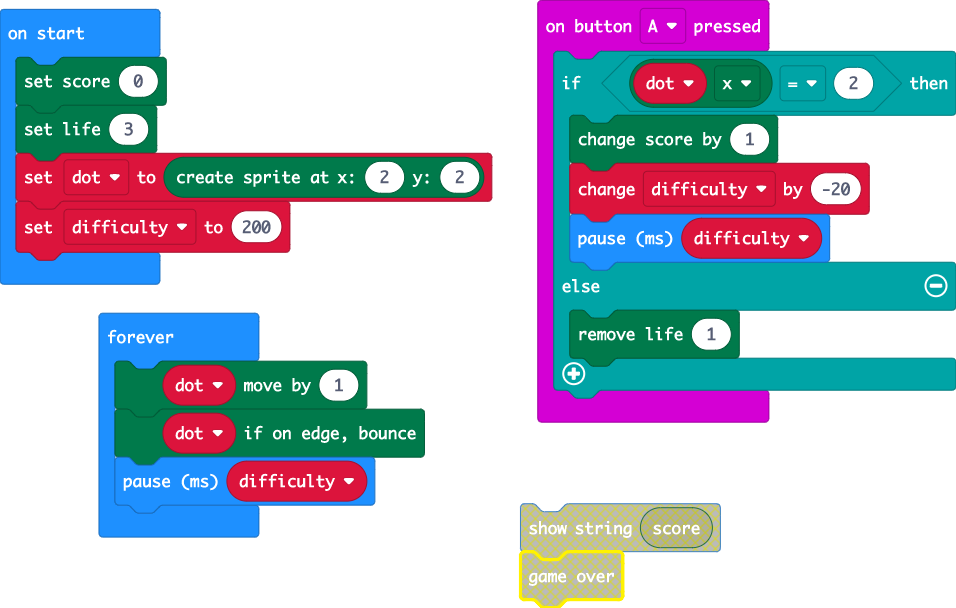 on start
set score 0
set life 3
set dot to create sprite at x: 2 y: 2
set difficulty to 200
forever
dot move by 1
dot if on edge, bounce
pause (ms) difficulty
on button A pressed
if dot x = 2 then
change score by 1
change difficulty by -20
pause (ms) difficulty
else
remove life 1
show string score
game over